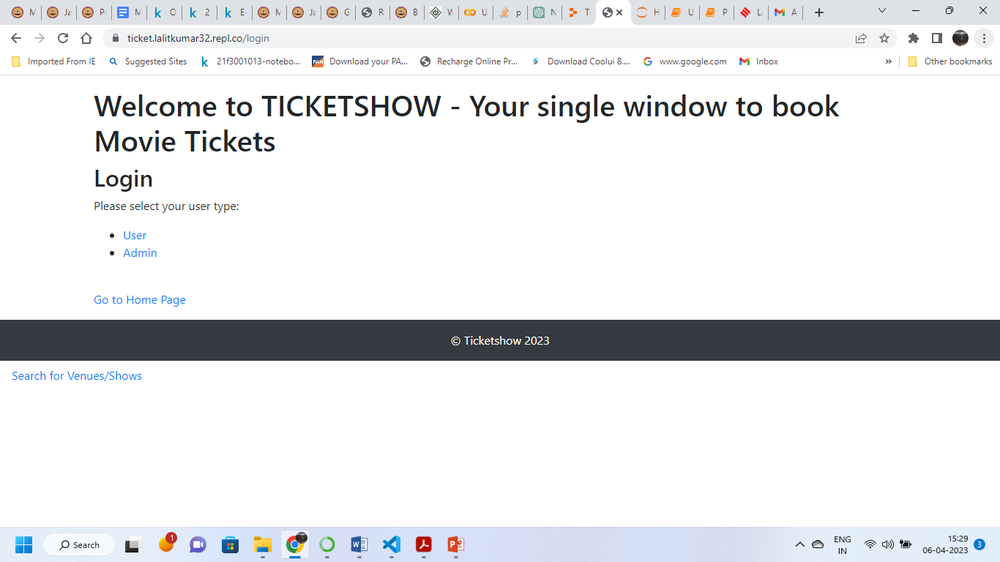 M
Ja
P
M
O
2
E-
M
Ja
G
R
B
V
U
p
N
Ti
H
U
P
L
A
ticket.lalitkumar32.repl.co/login
Imported From IE
Suggested Sites
21f3001013-notebo...
PAN
Download your PA...
Recharge Online Pr...
Download Coolui 8....
www.google.com
Inbox
»
Other bookmarks
Welcome to TICKETSHOW - Your single window to book
Movie Tickets
Login
Please select your user type:
• User
• Admin
Go to Home Page
© Ticketshow 2023
Search for Venues/Shows
Search
1
ENG
IN
15:29
06-04-2023
3